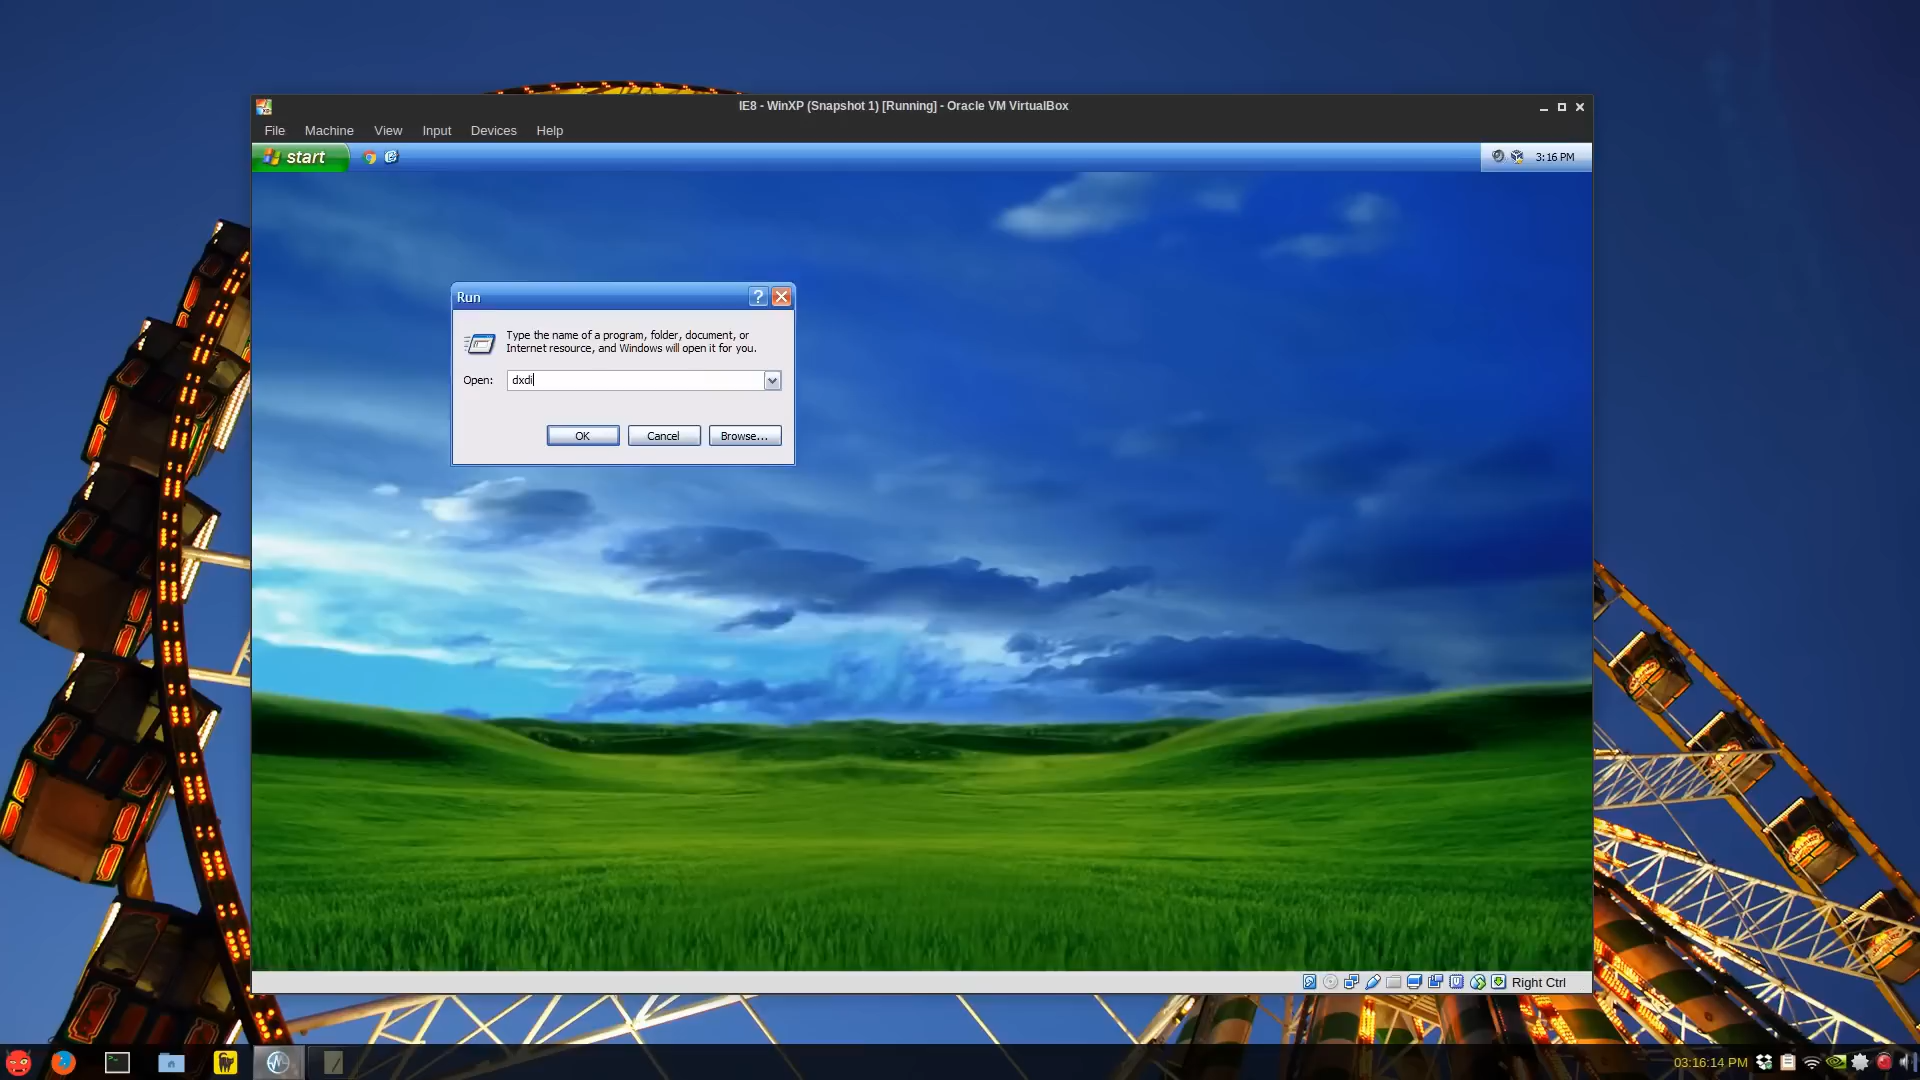 IE8 - WinXP (Snapshot 1) [Running] - Oracle VM VirtualBox
File Machine View Input Devices Help
start
3:16 PM
Run
Type the name of a program, folder, document, or
Internet resource, and Windows will open it for you.
Open: dxdi
OK Cancel Browse...
Right Ctrl
03:16:14 PM